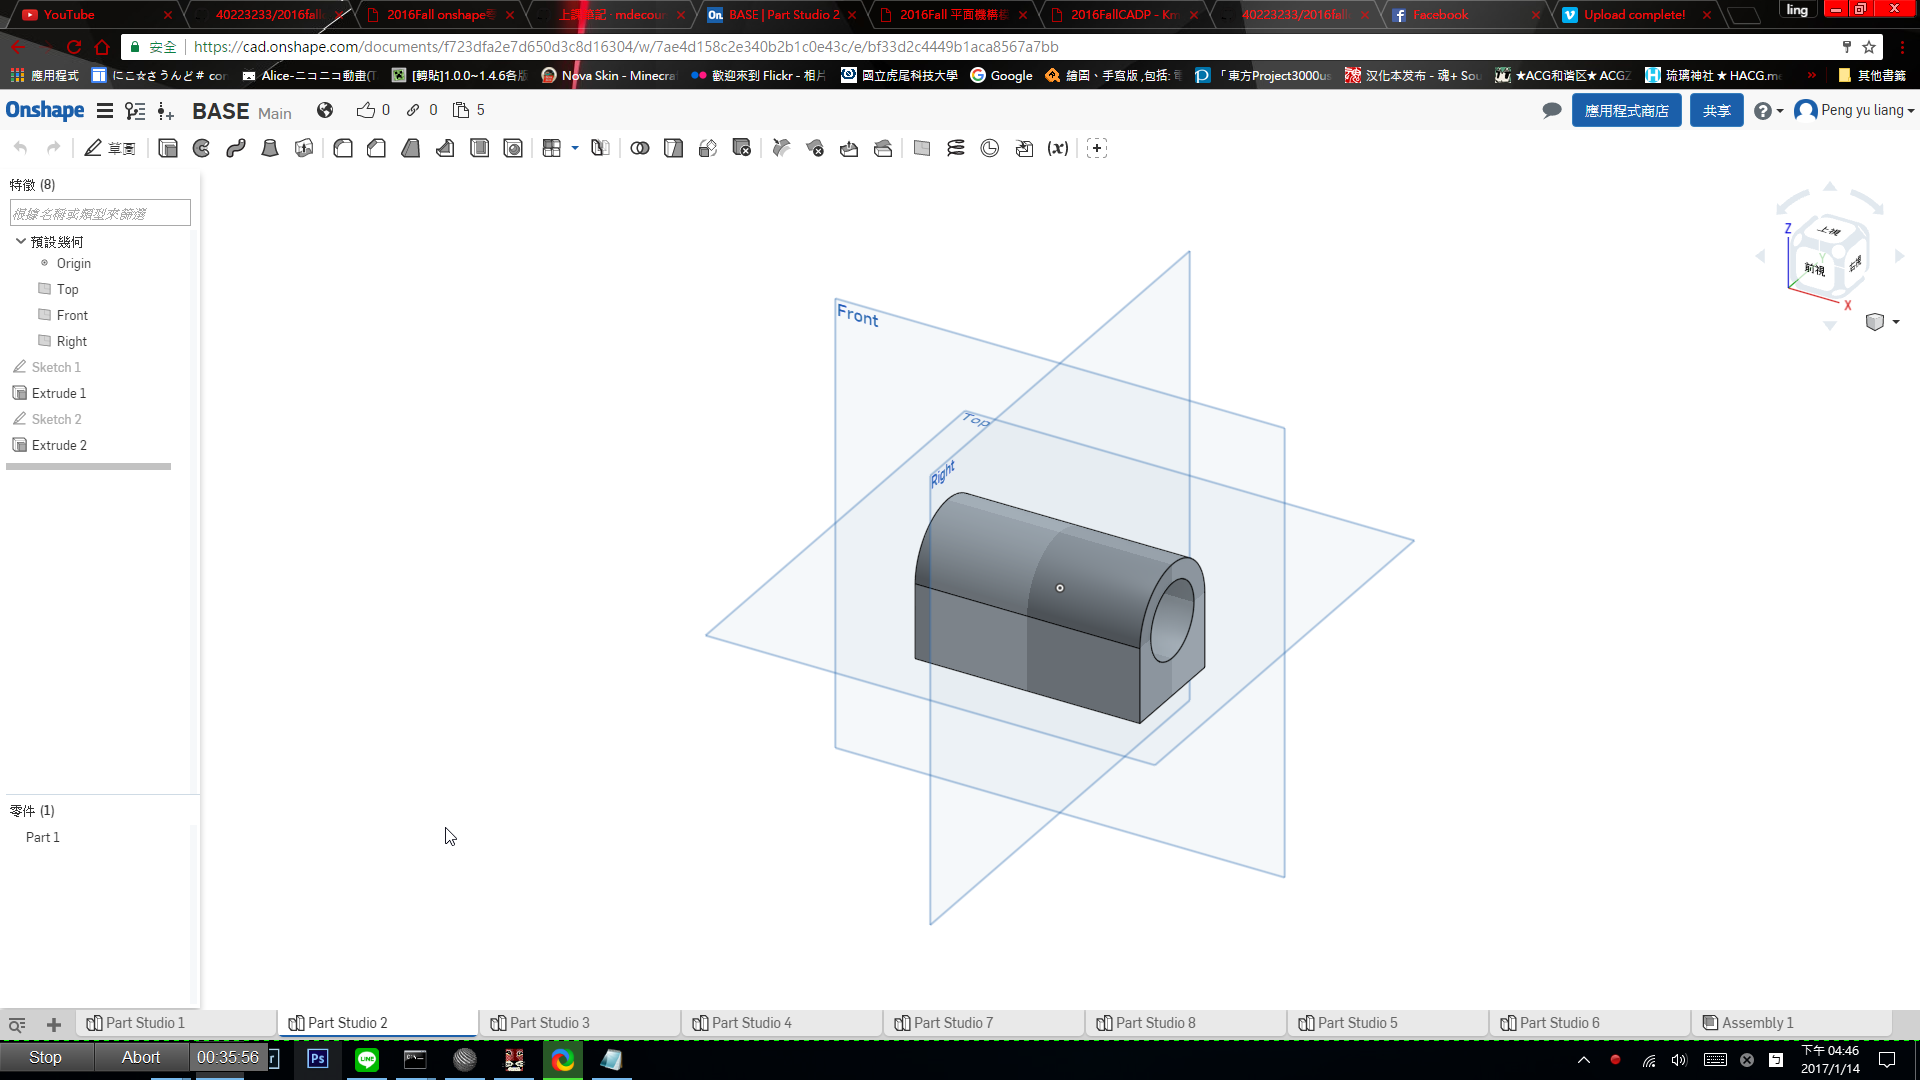 YouTube
40223233/2016fall
2016Fall onshape
上課筆記 - mdecour
BASE | Part Studio 2
2016Fall 平面機構
2016FallCADP - Km
40223233/2016fall
Facebook
Upload complete!
ling
安全
https://cad.onshape.com/documents/f723dfa2e7d650d3c8d16304/w/7ae4d158c2e340b2b1c0e43c/e/bf33d2c4449b1aca8567a7bb
應用程式
にこ☆さうんど# cor
Alice-ニコニコ動畫(T
[轉貼]1.0.0~1.4.6各版
Nova Skin - Minecra
歡迎來到 Flickr - 相片
國立虎尾科技大學
Google
繪圖、手寫版 ,包括: 電
「東方Project3000us
汉化本发布 - 魂+ Sou
★ACG和谐区★ ACGZ
琉璃神社 ★ HACG.me
其他書籤
Onshape
BASE Main
0
0
5
應用程式商店
共享
Peng yu liang
草圖
(x)
特徵 (8)
根據名稱或類型來篩選
預設幾何
Origin
Top
Front
Right
Sketch 1
Extrude 1
Sketch 2
Extrude 2
零件 (1)
Part 1
Front
Top
Right
Z
上視
前視
右視
Y
X
Part Studio 1
Part Studio 2
Part Studio 3
Part Studio 4
Part Studio 7
Part Studio 8
Part Studio 5
Part Studio 6
Assembly 1
Stop
Abort
00:35:56
Ps
LINE
下午 04:46
2017/1/14